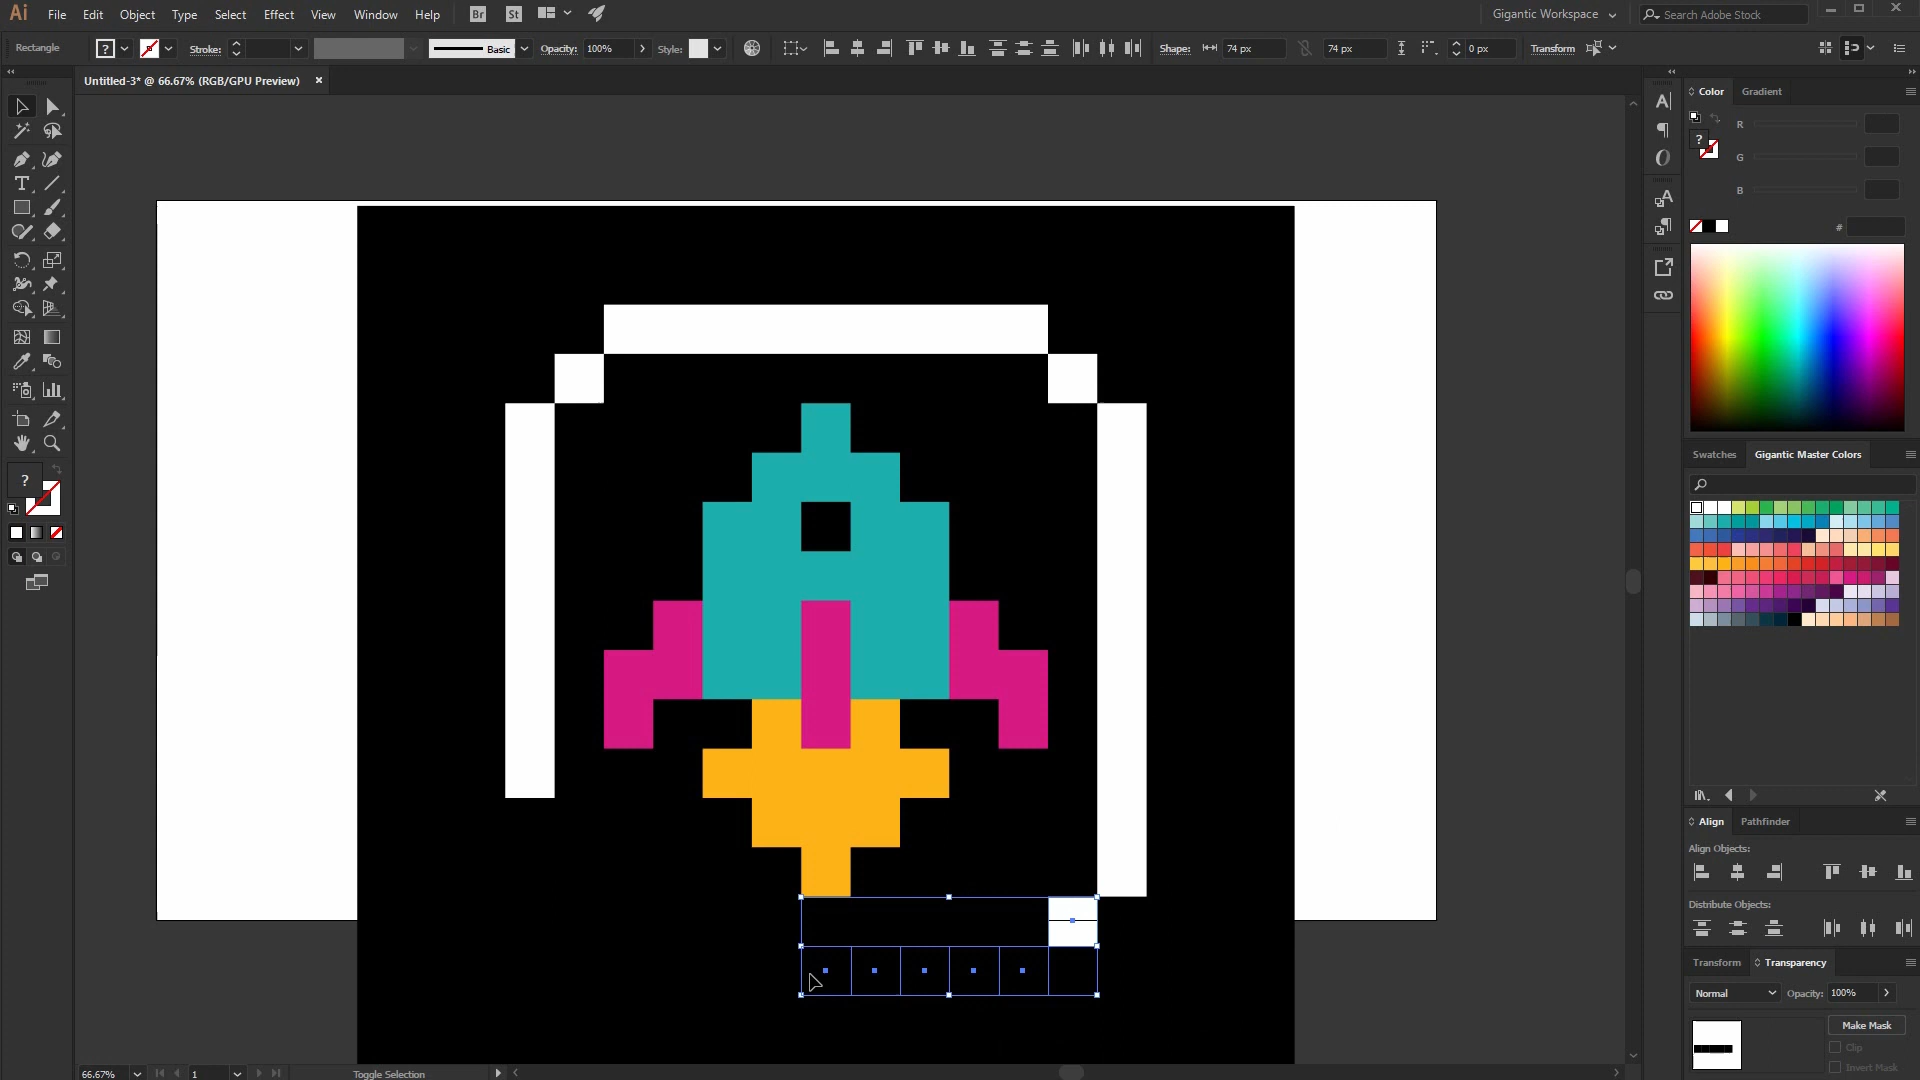 Ai File Edit Object Type Select Effect View Window Help Br St Gigantic Workspace Search Adobe Stock
Rectangle ? Stroke: Basic Opacity: 100% Style: Shape: 74 px 74 px 0 px Transform
Untitled-3* @ 66.67% (RGB/GPU Preview) ×
Color Gradient
R
?
G
B
#
Swatches Gigantic Master Colors
?
Align Pathfinder
Align Objects:
Distribute Objects:
Transform Transparency
Normal Opacity: 100%
Make Mask
Clip
Invert Mask
66.67% 1 Toggle Selection